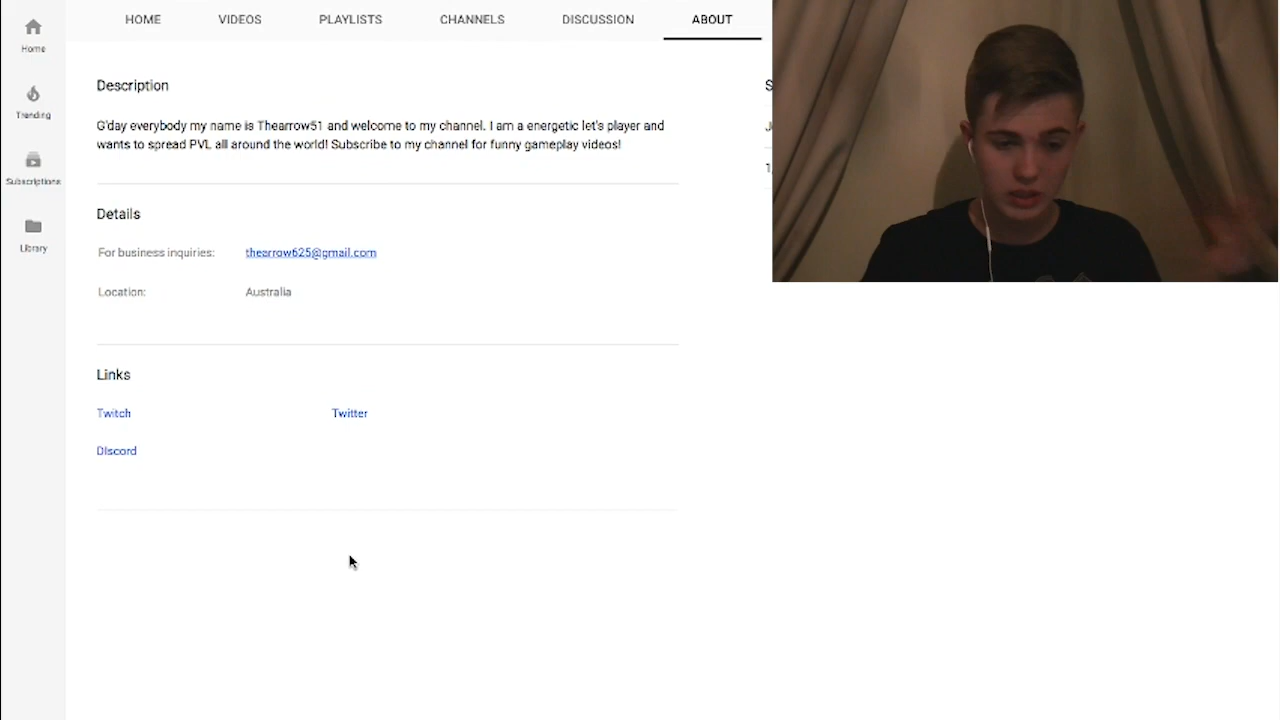 HOME VIDEOS PLAYLISTS CHANNELS DISCUSSION ABOUT
Home
Trending
Subscriptions
Library
Description
G'day everybody my name is Thearrow51 and welcome to my channel. I am a energetic let's player and
wants to spread PVL all around the world! Subscribe to my channel for funny gameplay videos!
Details
For business inquiries: thearrow625@gmail.com
Location: Australia
Links
Twitch Twitter
Discord